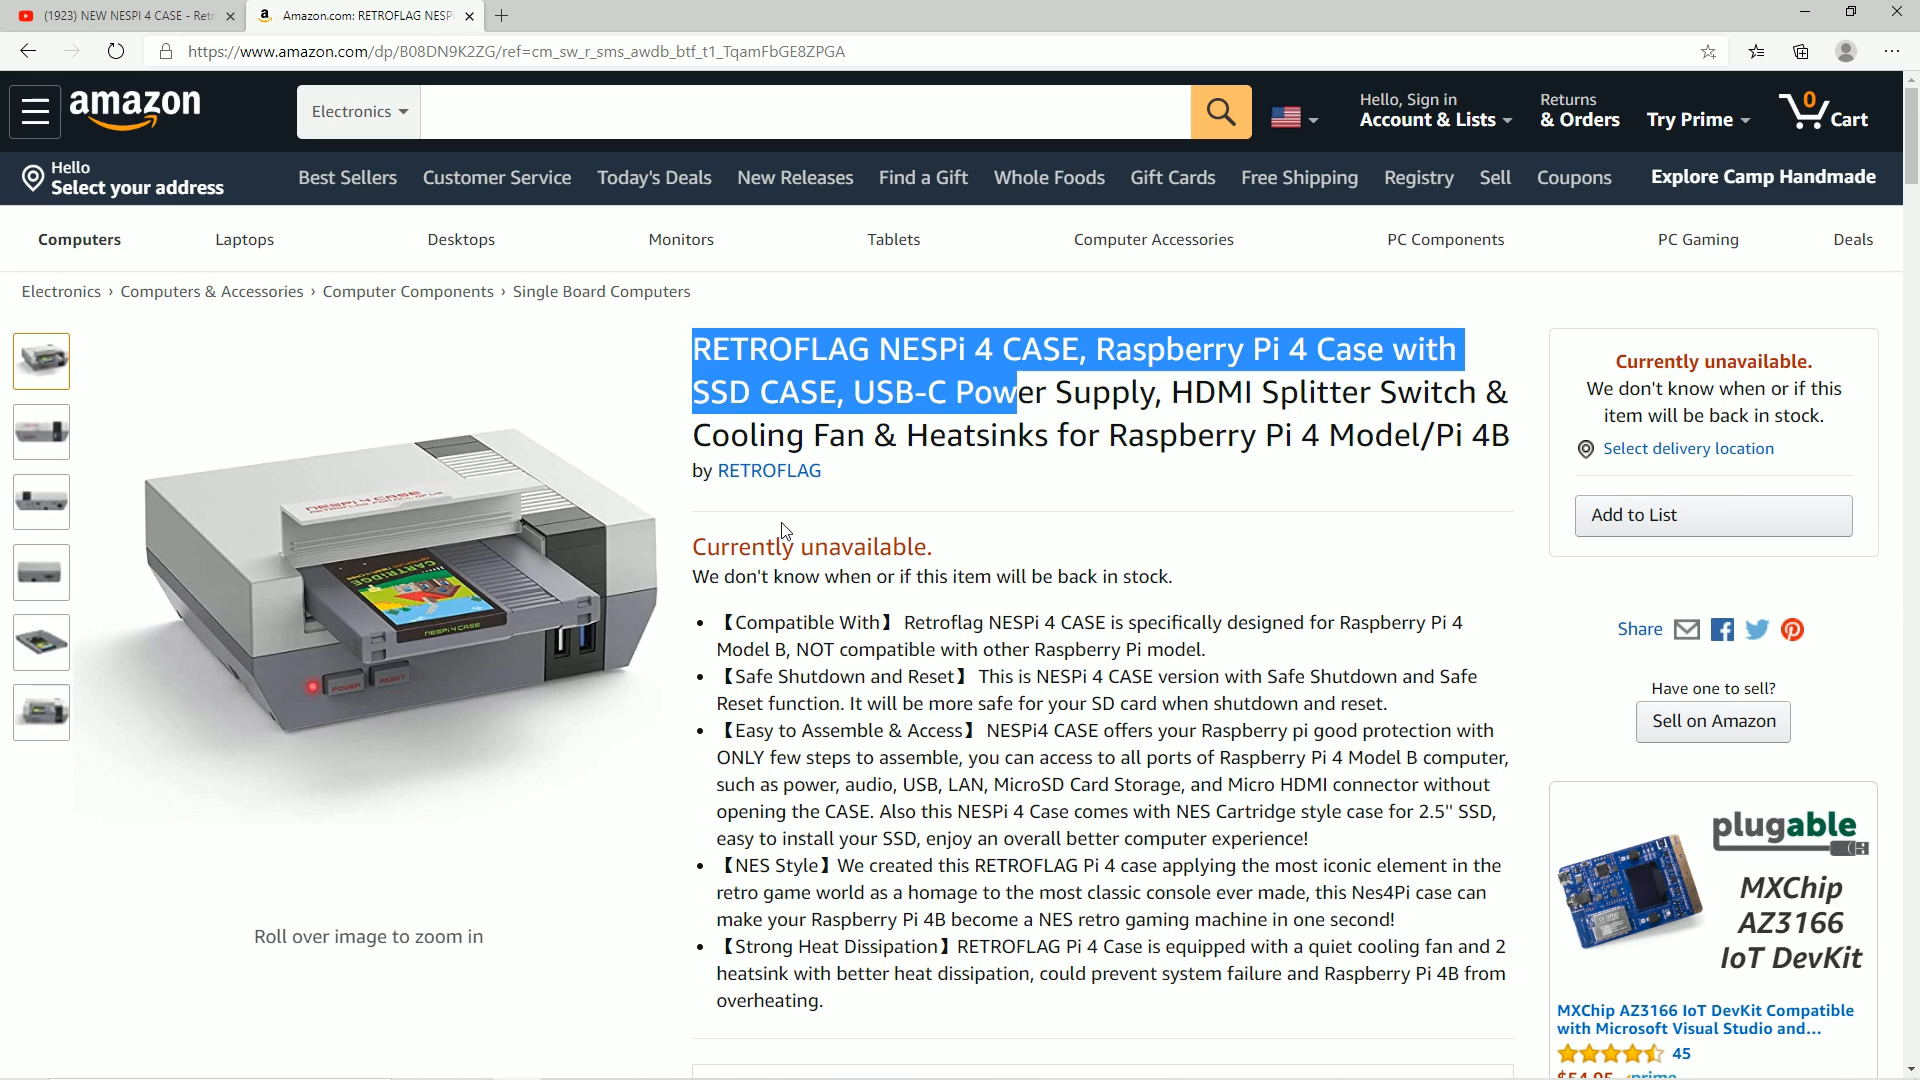 (1923) NEW NESPI 4 CASE - Retr
Amazon.com: RETROFLAG NESP
https://www.amazon.com/dp/B08DN9K2ZG/ref=cm_sw_r_sms_awdb_btf_t1_TqamFbGE8ZPGA
amazon
Electronics
Hello, Sign in
Account & Lists
Returns
& Orders
Try Prime
0
Cart
Hello
Select your address
Best Sellers
Customer Service
Today's Deals
New Releases
Find a Gift
Whole Foods
Gift Cards
Free Shipping
Registry
Sell
Coupons
Explore Camp Handmade
Computers
Laptops
Desktops
Monitors
Tablets
Computer Accessories
PC Components
PC Gaming
Deals
Electronics › Computers & Accessories › Computer Components › Single Board Computers
RETROFLAG NESPi 4 CASE, Raspberry Pi 4 Case with
SSD CASE, USB-C Power Supply, HDMI Splitter Switch &
Cooling Fan & Heatsinks for Raspberry Pi 4 Model/Pi 4B
by RETROFLAG
Currently unavailable.
We don't know when or if this item will be back in stock.
• 【Compatible With】 Retroflag NESPi 4 CASE is specifically designed for Raspberry Pi 4
Model B, NOT compatible with other Raspberry Pi model.
• 【Safe Shutdown and Reset】 This is NESPi 4 CASE version with Safe Shutdown and Safe
Reset function. It will be more safe for your SD card when shutdown and reset.
• 【Easy to Assemble & Access】 NESPi4 CASE offers your Raspberry pi good protection with
ONLY few steps to assemble, you can access to all ports of Raspberry Pi 4 Model B computer,
such as power, audio, USB, LAN, MicroSD Card Storage, and Micro HDMI connector without
opening the CASE. Also this NESPi 4 Case comes with NES Cartridge style case for 2.5" SSD,
easy to install your SSD, enjoy an overall better computer experience!
• 【NES Style】We created this RETROFLAG Pi 4 case applying the most iconic element in the
retro game world as a homage to the most classic console ever made, this Nes4Pi case can
make your Raspberry Pi 4B become a NES retro gaming machine in one second!
• 【Strong Heat Dissipation】RETROFLAG Pi 4 Case is equipped with a quiet cooling fan and 2
heatsink with better heat dissipation, could prevent system failure and Raspberry Pi 4B from
overheating.
NESPi 4 CASE
CARTRIDGE
NESPi 4 CASE
POWER
RESET
Roll over image to zoom in
Currently unavailable.
We don't know when or if this
item will be back in stock.
Select delivery location
Add to List
Share
Have one to sell?
Sell on Amazon
plugable
MXChip
AZ3166
IoT DevKit
MXChip AZ3166 IoT DevKit Compatible
with Microsoft Visual Studio and...
45
$54.95 prime